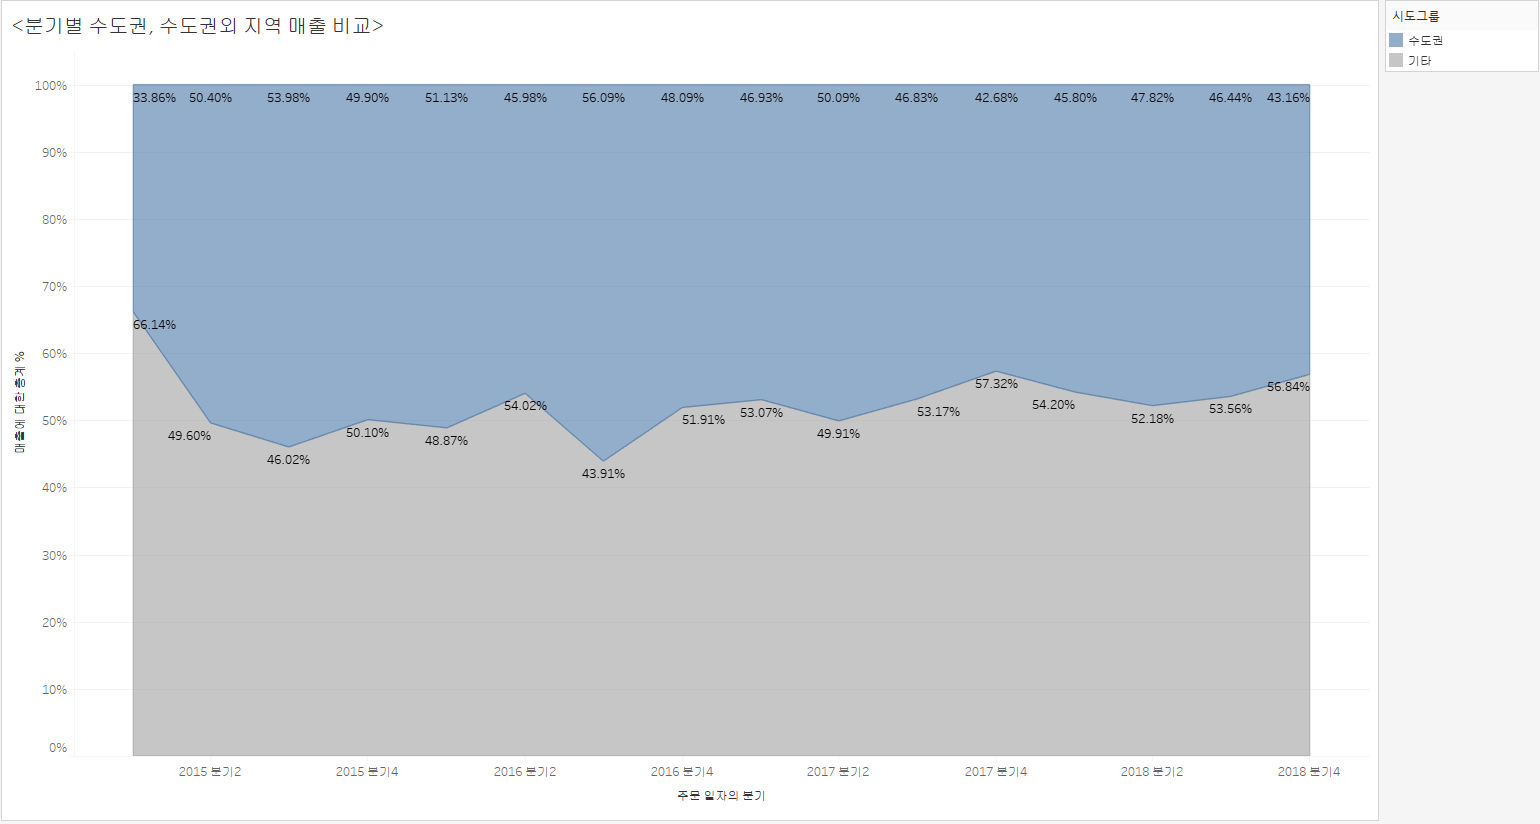 <분기별 수도권, 수도권외 지역 매출 비교>
시도그룹
수도권
기타
매출에 대한 총계 %
100%
90%
80%
70%
60%
50%
40%
30%
20%
10%
0%
33.86% 50.40% 53.98% 49.90% 51.13% 45.98% 56.09% 48.09% 46.93% 50.09% 46.83% 42.68% 45.80% 47.82% 46.44% 43.16%
66.14% 49.60% 46.02% 50.10% 48.87% 54.02% 43.91% 51.91% 53.07% 49.91% 53.17% 57.32% 54.20% 52.18% 53.56% 56.84%
2015 분기2 2015 분기4 2016 분기2 2016 분기4 2017 분기2 2017 분기4 2018 분기2 2018 분기4
주문 일자의 분기